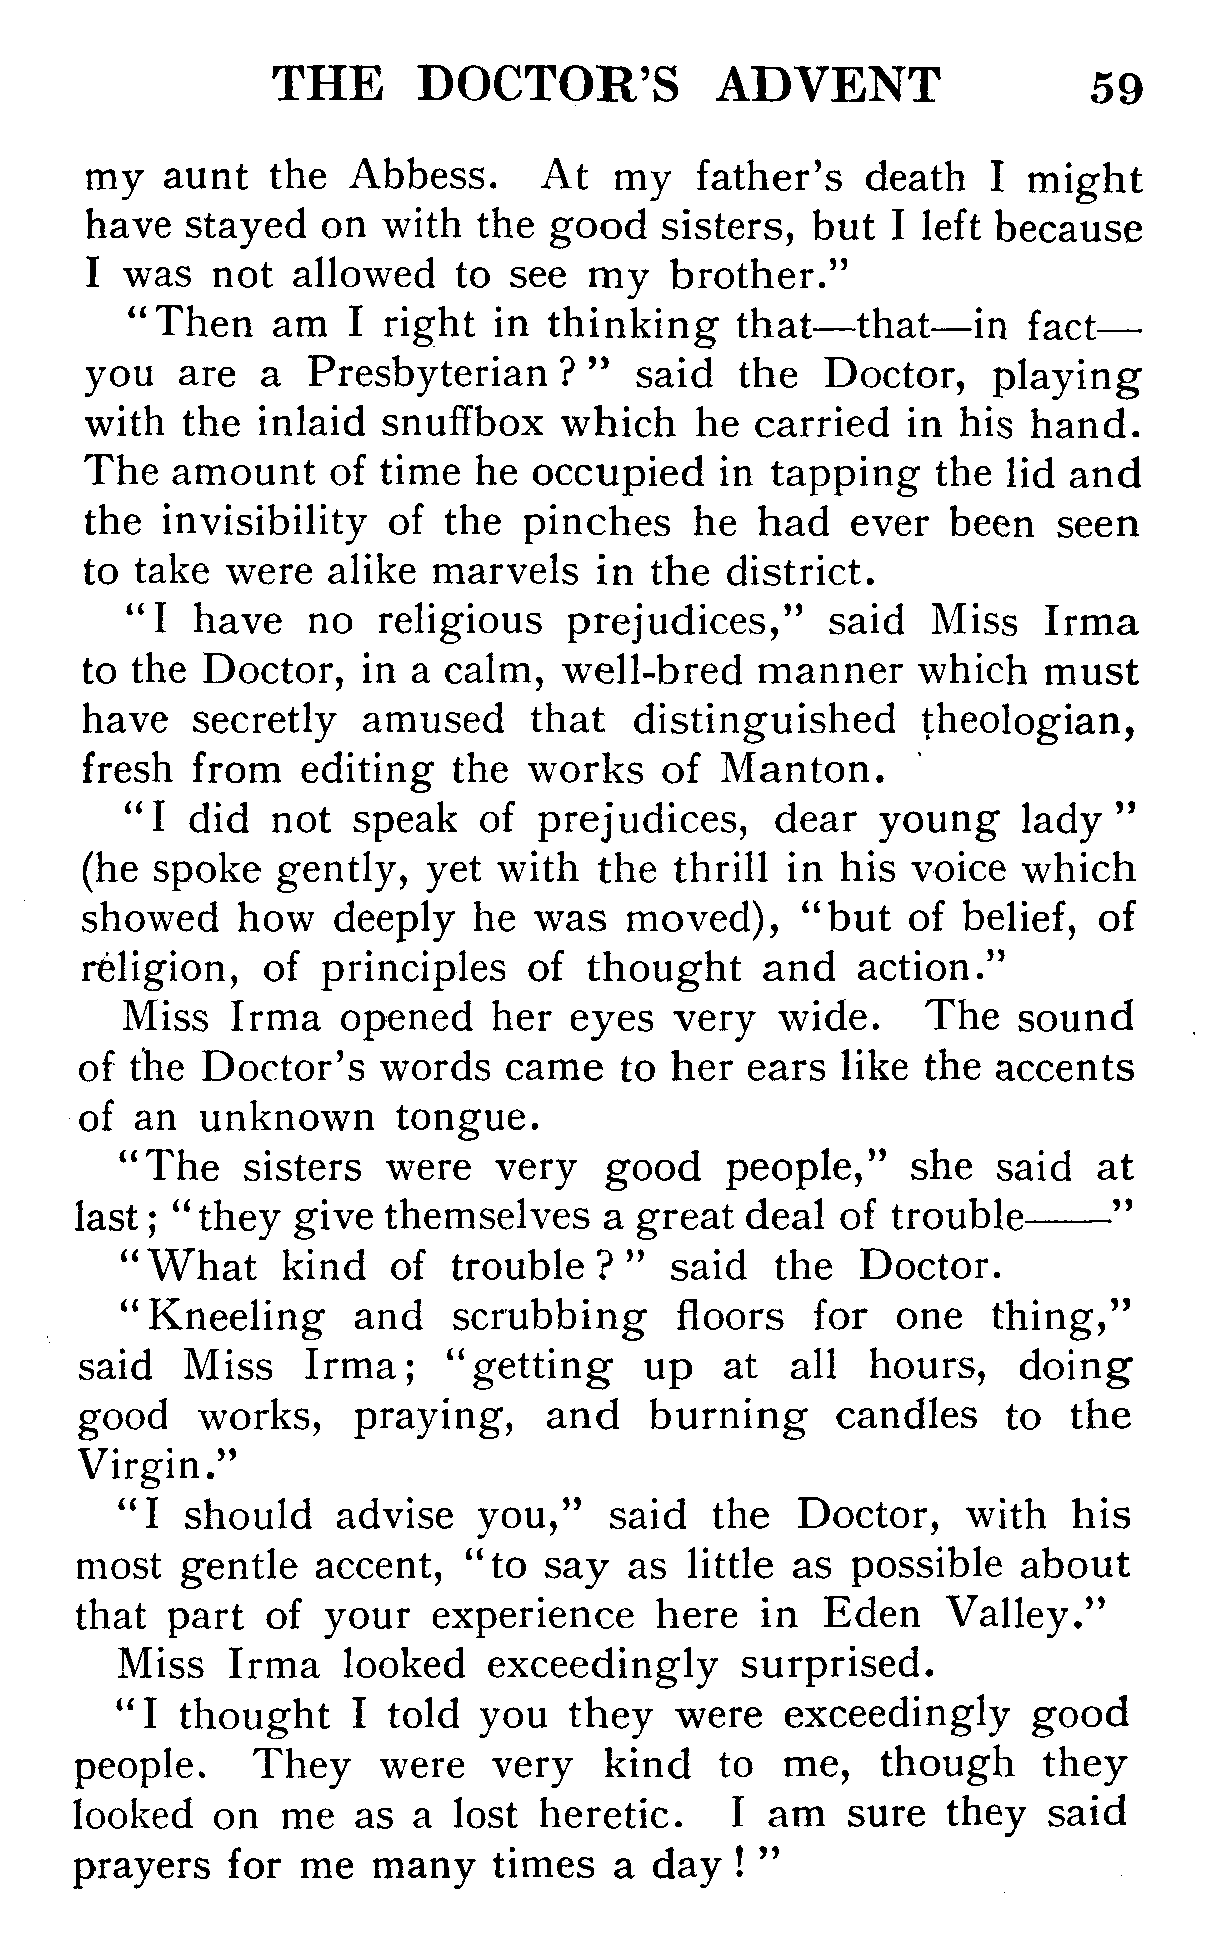 THE DOCTOR'S ADVENT 59
my aunt the Abbess. At my father's death I might
have stayed on with the good sisters, but I left because
I was not allowed to see my brother."
"Then am I right in thinking that—that—in fact—
you are a Presbyterian?" said the Doctor, playing
with the inlaid snuffbox which he carried in his hand.
The amount of time he occupied in tapping the lid and
the invisibility of the pinches he had ever been seen
to take were alike marvels in the district.
"I have no religious prejudices," said Miss Irma
to the Doctor, in a calm, well-bred manner which must
have secretly amused that distinguished theologian,
fresh from editing the works of Manton.
"I did not speak of prejudices, dear young lady"
(he spoke gently, yet with the thrill in his voice which
showed how deeply he was moved), "but of belief, of
religion, of principles of thought and action."
Miss Irma opened her eyes very wide. The sound
of the Doctor's words came to her ears like the accents
of an unknown tongue.
"The sisters were very good people," she said at
last; "they give themselves a great deal of trouble——"
"What kind of trouble?" said the Doctor.
"Kneeling and scrubbing floors for one thing,"
said Miss Irma; "getting up at all hours, doing
good works, praying, and burning candles to the
Virgin."
"I should advise you," said the Doctor, with his
most gentle accent, "to say as little as possible about
that part of your experience here in Eden Valley."
Miss Irma looked exceedingly surprised.
"I thought I told you they were exceedingly good
people. They were very kind to me, though they
looked on me as a lost heretic. I am sure they said
prayers for me many times a day!"